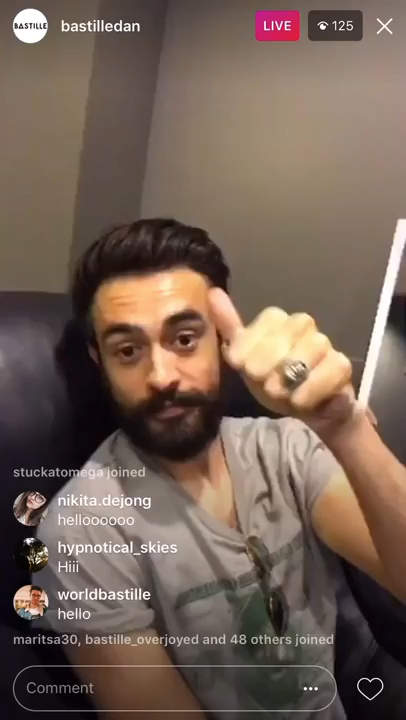 BΔSTILLE
bastilledan
LIVE
125
stuckatomega joined
nikita.dejong
helloooooo
hypnotical_skies
Hiii
worldbastille
hello
maritsa30, bastille_overjoyed and 48 others joined
Comment